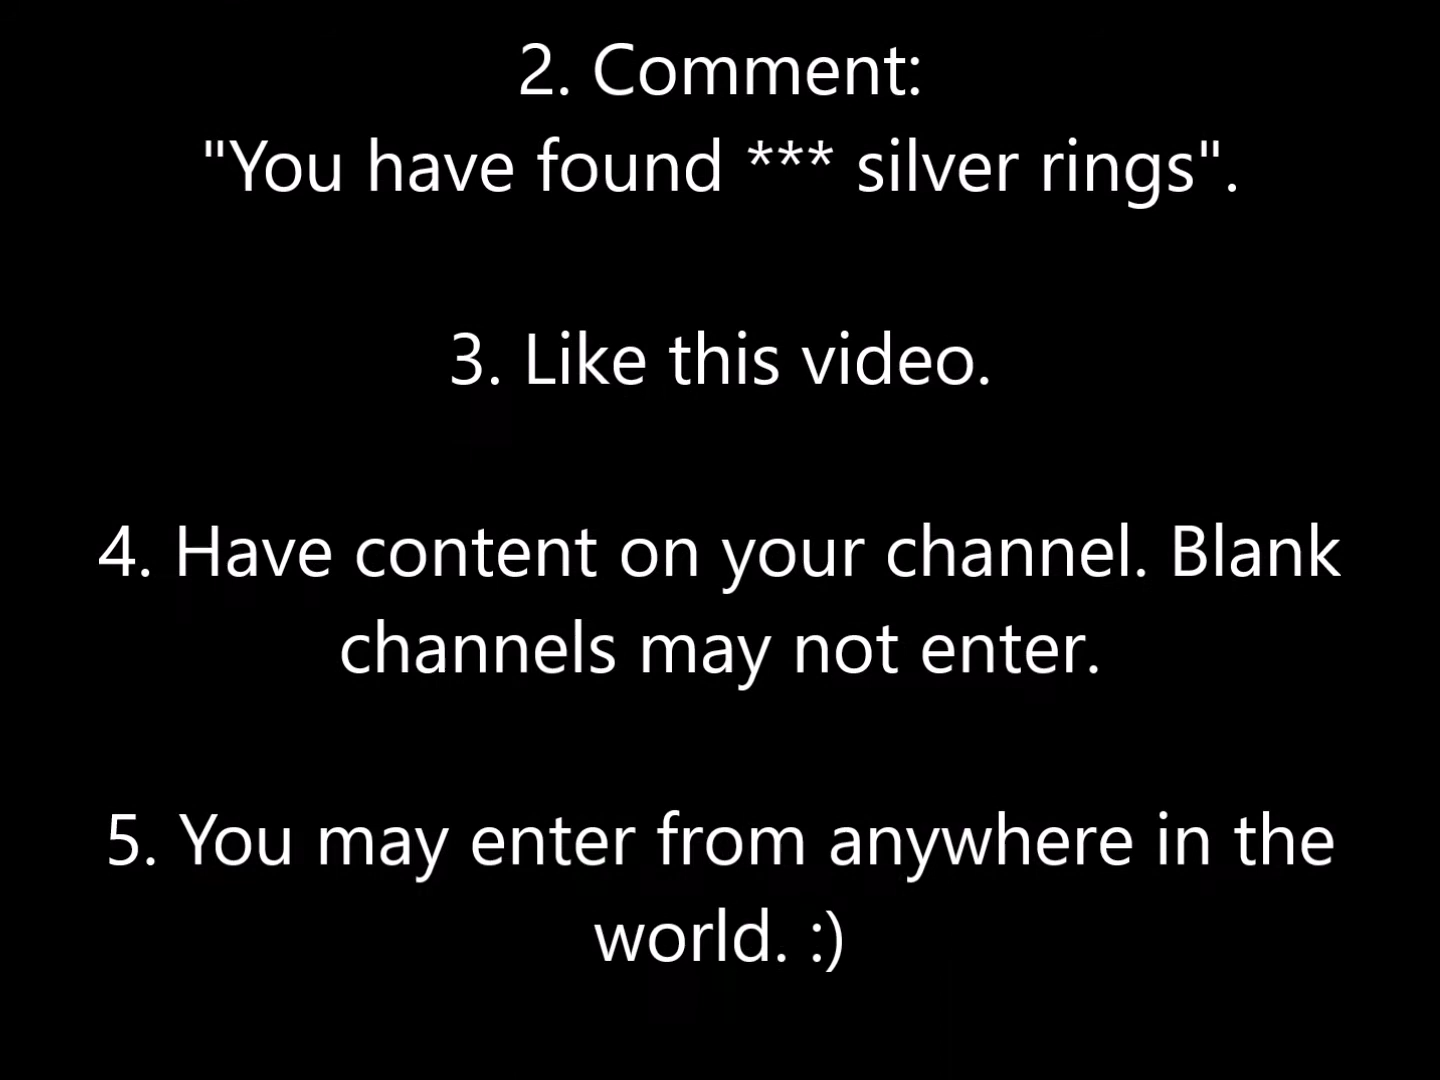 2. Comment:
"You have found *** silver rings".
3. Like this video.
4. Have content on your channel. Blank
channels may not enter.
5. You may enter from anywhere in the
world. :)